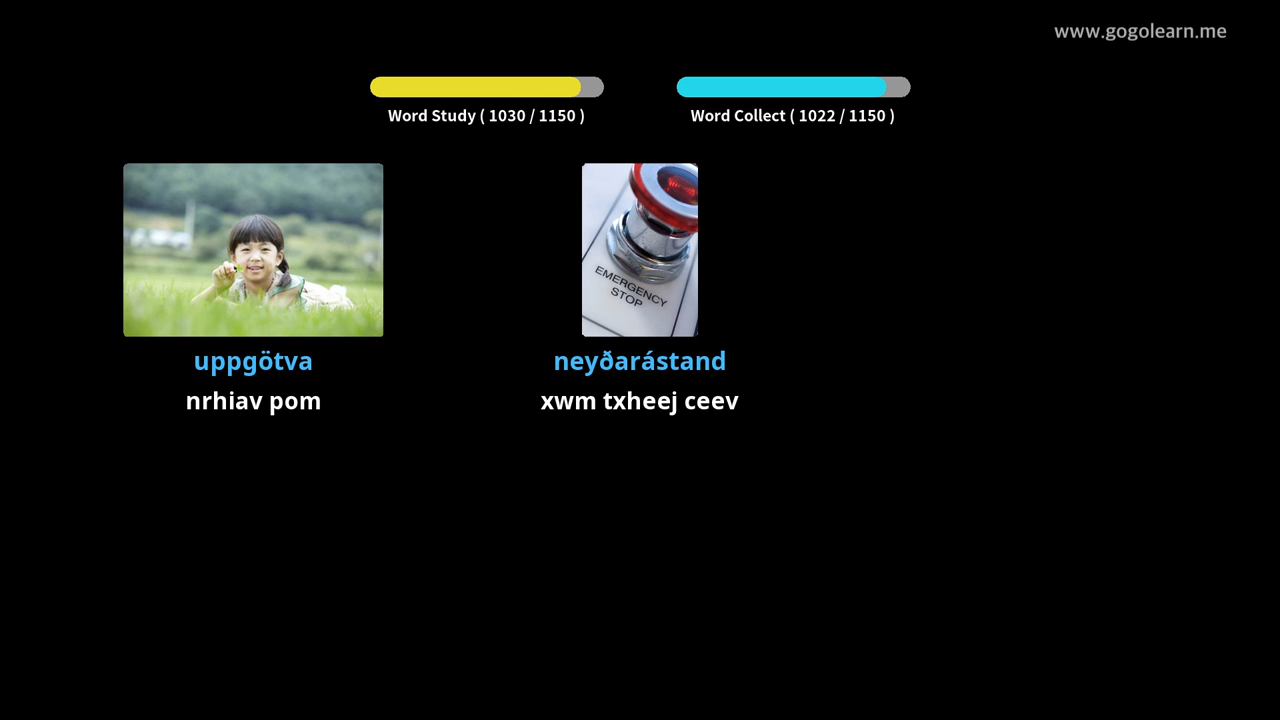 www.gogolearn.me
Word Study ( 1030 / 1150 )
Word Collect ( 1022 / 1150 )
EMERGENCY
STOP
uppgötva
neyðarástand
nrhiav pom
xwm txheej ceev